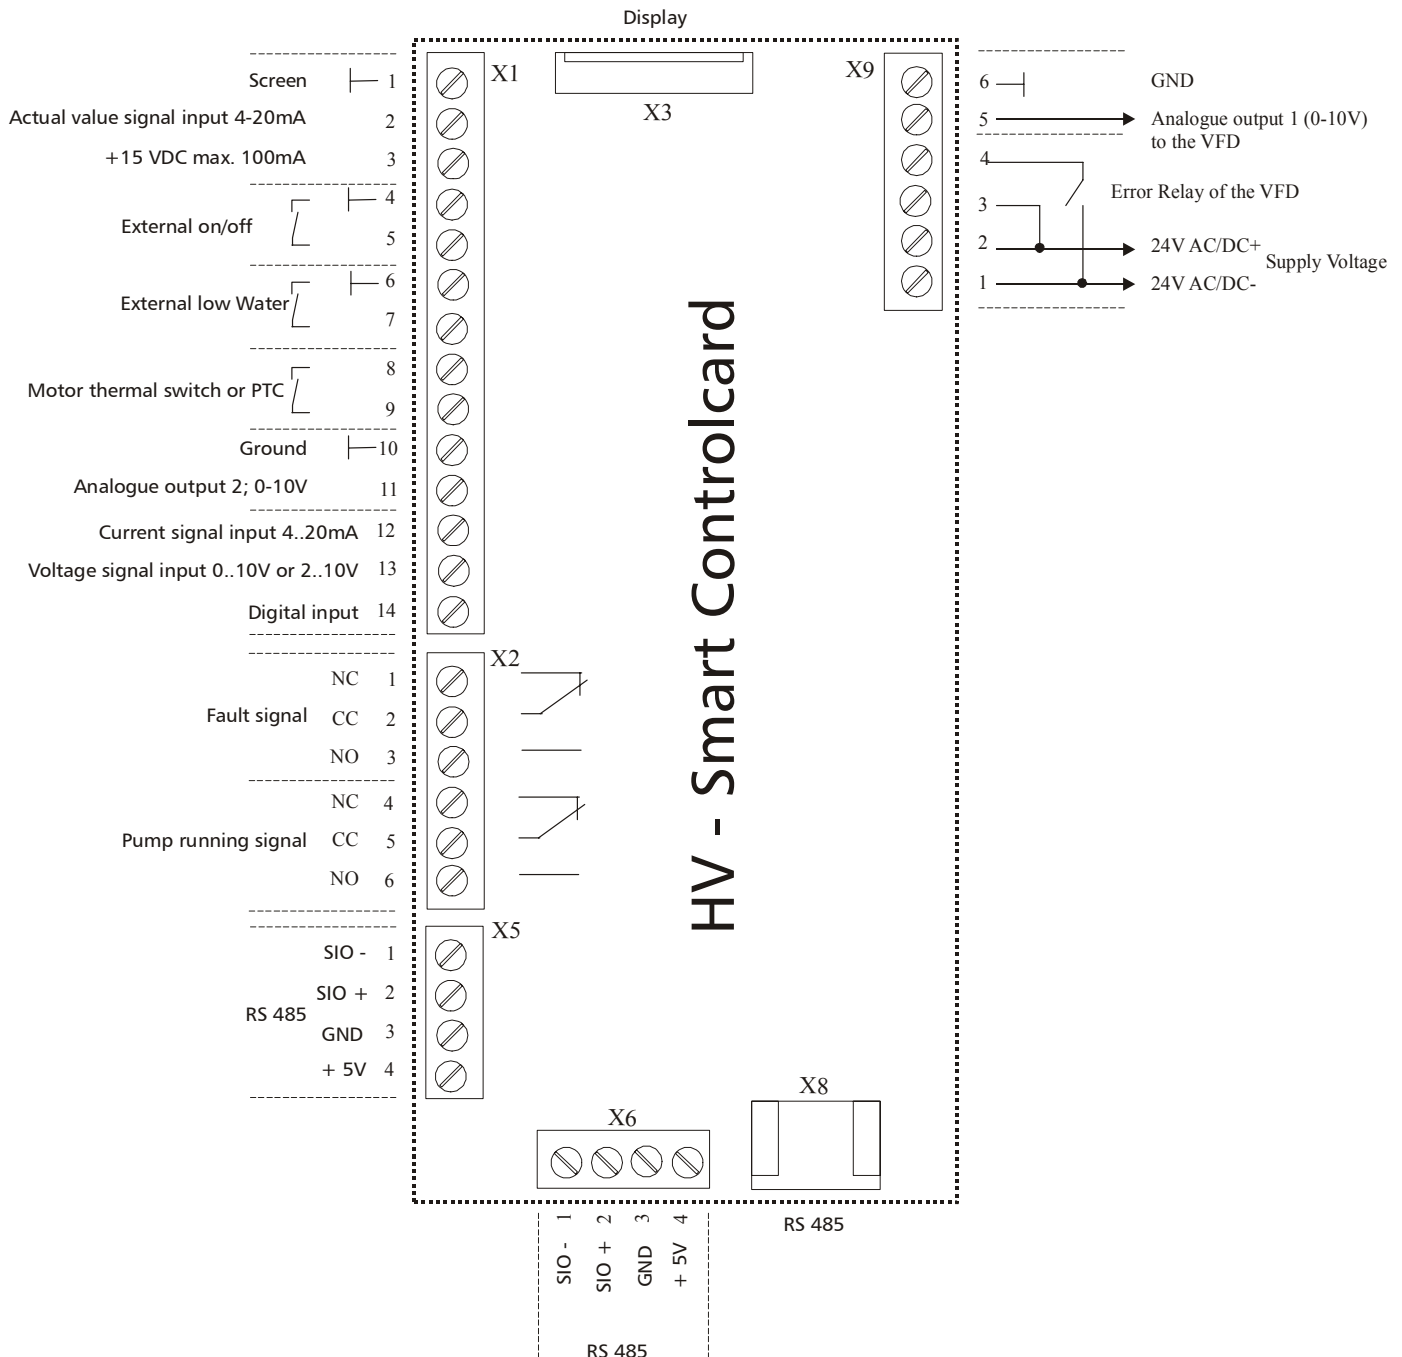 Display
Screen 1
Actual value signal input 4-20mA 2
+15 VDC max. 100mA 3
4
External on/off
5
6
External low Water
7
8
Motor thermal switch or PTC
9
Ground 10
Analogue output 2; 0-10V 11
Current signal input 4..20mA 12
Voltage signal input 0..10V or 2..10V 13
Digital input 14
X1
X3
X9
6 GND
5 Analogue output 1 (0-10V)
to the VFD
4
Error Relay of the VFD
3
2 24V AC/DC+
Supply Voltage
1 24V AC/DC-
HV - Smart Controlcard
X2
NC 1
Fault signal CC 2
NO 3
NC 4
Pump running signal CC 5
NO 6
X5
SIO - 1
SIO + 2
RS 485
GND 3
+ 5V 4
X6
1 2 3 4
SIO - SIO + GND + 5V
RS 485
X8
RS 485